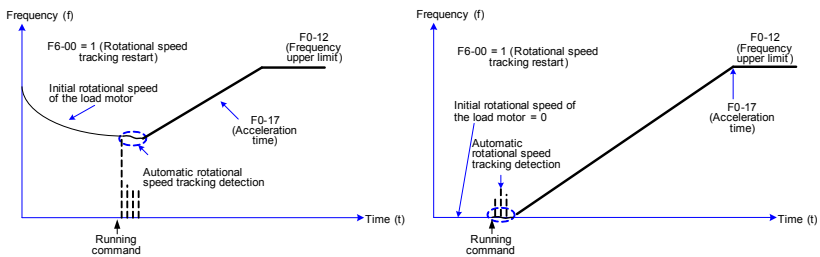 Frequency (f)
F6-00 = 1 (Rotational speed
tracking restart)
F0-12
(Frequency
upper limit)
Initial rotational speed
of the load motor
F0-17
(Acceleration
time)
Automatic rotational
speed tracking detection
Time (t)
Running
command
Frequency (f)
F6-00 = 1 (Rotational speed
tracking restart)
F0-12
(Frequency
upper limit)
Initial rotational speed of
the load motor = 0
F0-17
(Acceleration
time)
Automatic
rotational
speed tracking
detection
Time (t)
Running
command